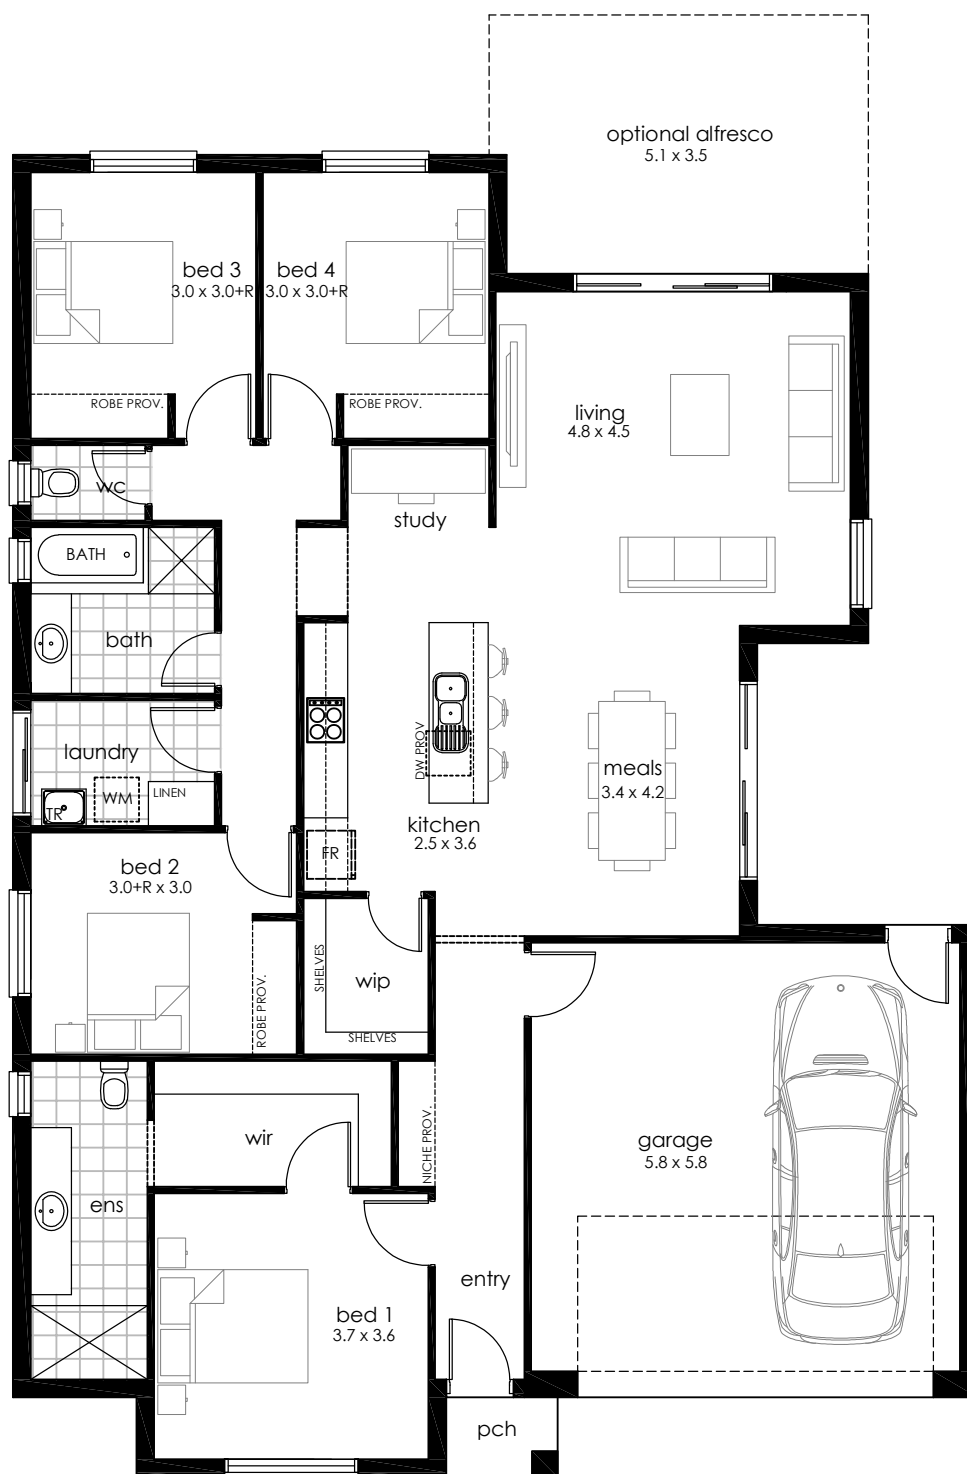 optional alfresco
5.1 x 3.5
bed 3
3.0 x 3.0+R
bed 4
3.0 x 3.0+R
ROBE PROV.
ROBE PROV.
living
4.8 x 4.5
wc
study
BATH
bath
laundry
TR
WM
LINEN
DW PROV
meals
3.4 x 4.2
kitchen
2.5 x 3.6
FR
bed 2
3.0+R x 3.0
ROBE PROV.
SHELVES
wip
SHELVES
wir
NICHE PROV.
garage
5.8 x 5.8
ens
entry
bed 1
3.7 x 3.6
pch